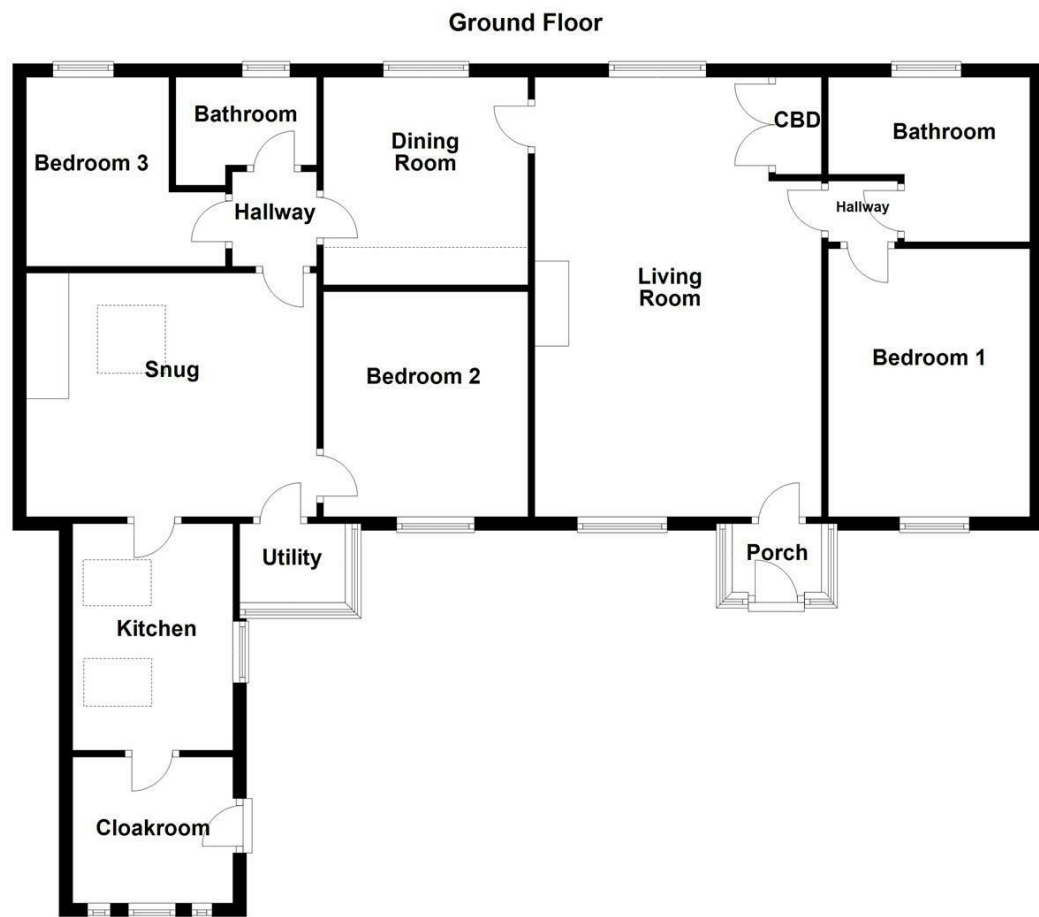 Ground Floor
Bathroom
Bedroom 3
Dining
Room
CBD
Bathroom
Hallway
Hallway
Living
Room
Snug
Bedroom 2
Bedroom 1
Utility
Porch
Kitchen
Cloakroom